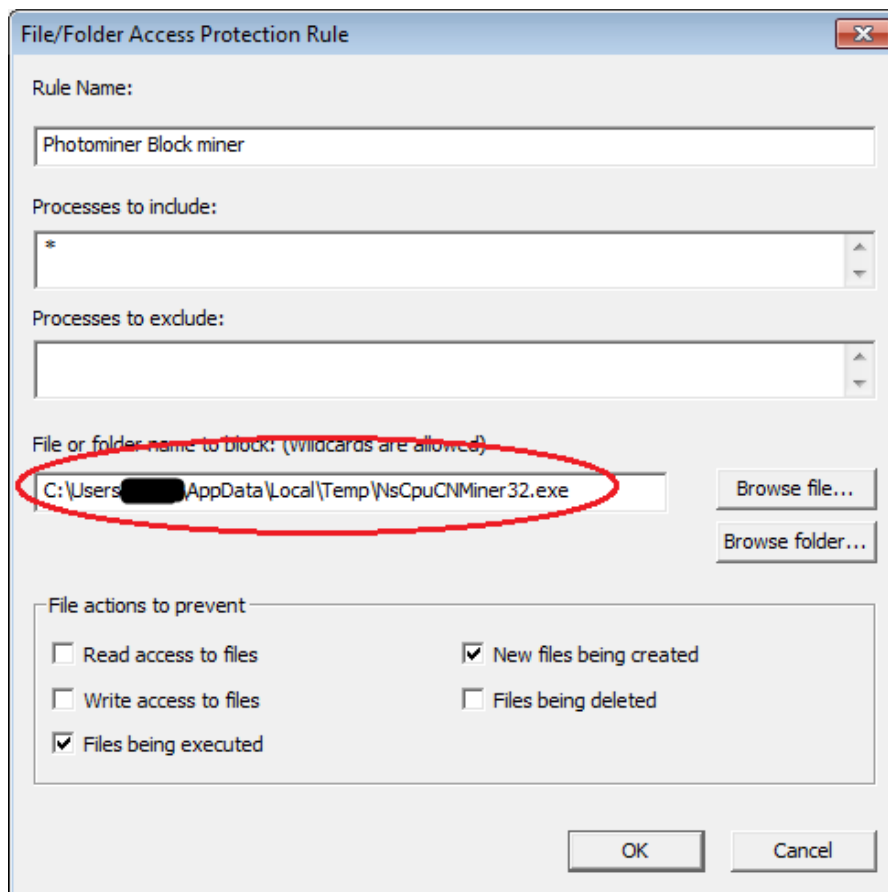 File/Folder Access Protection Rule
Rule Name:
Photominer Block miner
Processes to include:
*
Processes to exclude:
File or folder name to block: (Wildcards are allowed)
C:\Users\AppData\Local\Temp\NsCpuCNMiner32.exe
Browse file...
Browse folder...
File actions to prevent
Read access to files
New files being created
Write access to files
Files being deleted
Files being executed
OK
Cancel